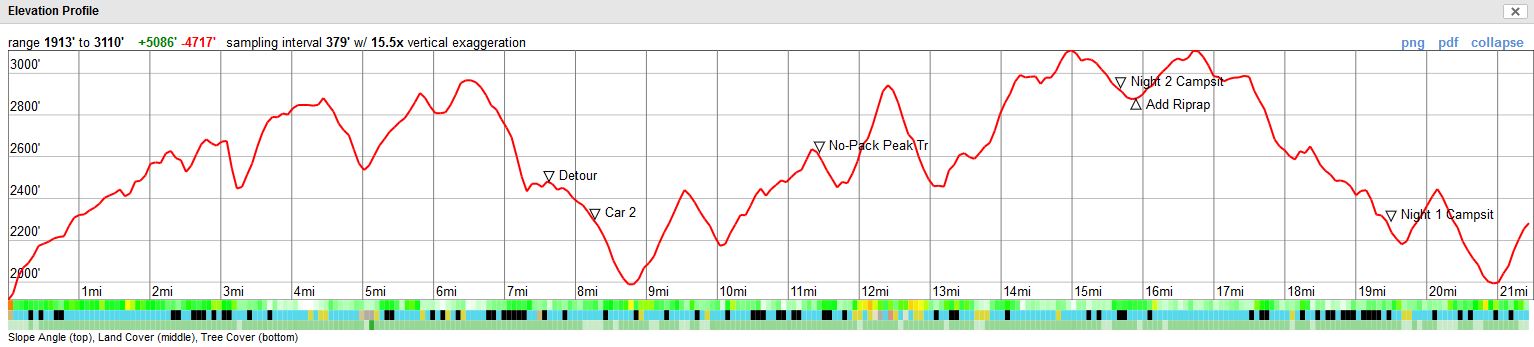 Elevation Profile
range 1913' to 3110' +5086' -4717' sampling interval 379' w/ 15.5x vertical exaggeration
png pdf collapse
3000'
Night 2 Campsit
2800'
Add Riprap
2600'
No-Pack Peak Tr
Detour
2400'
Car 2
Night 1 Campsit
2200'
2000'
1mi 2mi 3mi 4mi 5mi 6mi 7mi 8mi 9mi 10mi 11mi 12mi 13mi 14mi 15mi 16mi 17mi 18mi 19mi 20mi 21mi
Slope Angle (top), Land Cover (middle), Tree Cover (bottom)